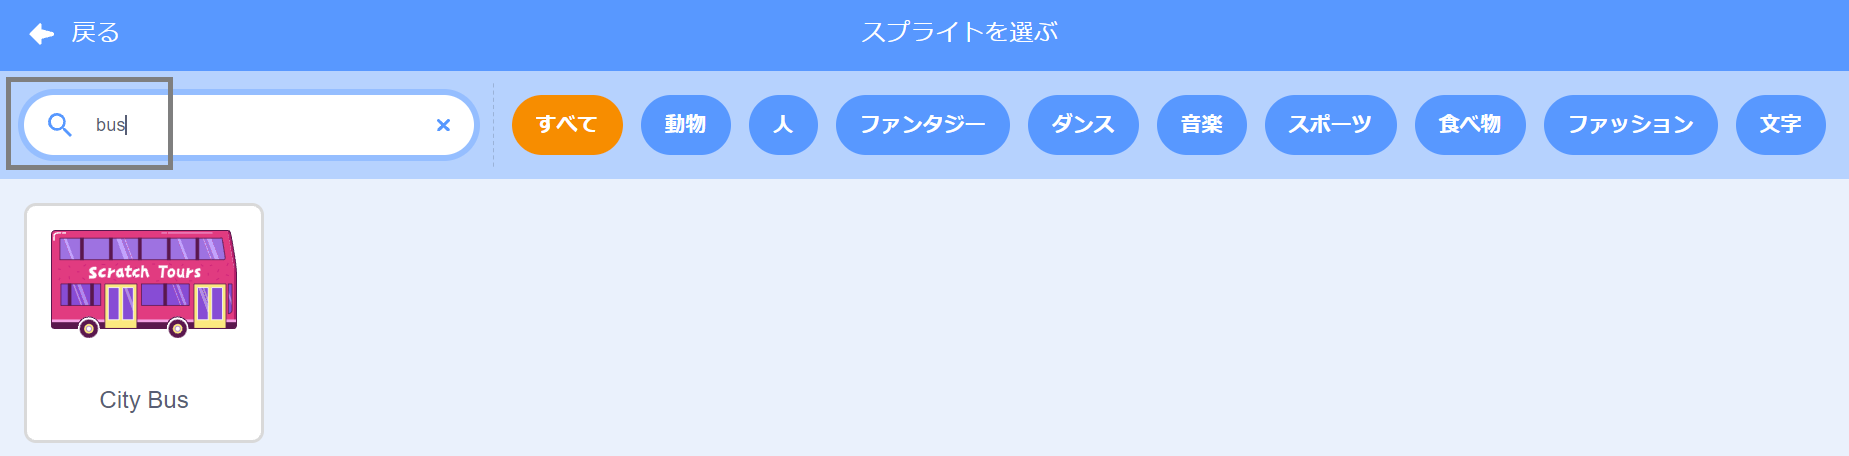 戻る
スプライトを選ぶ
bus
すべて
動物
人
ファンタジー
ダンス
音楽
スポーツ
食べ物
ファッション
文字
Scratch Tours
City Bus